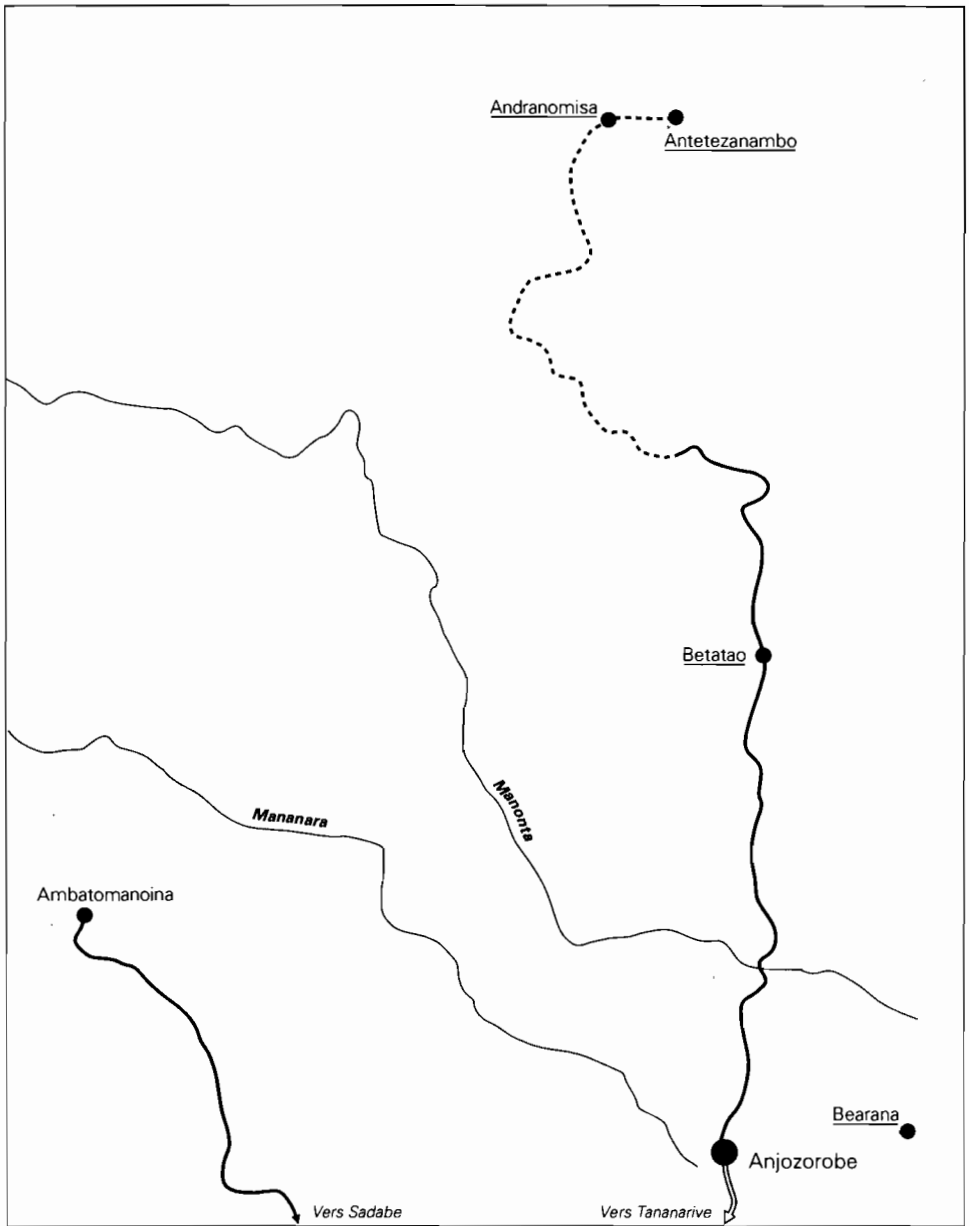 Andranomisa
Antetezanambo
Betatao
Manonta
Mananara
Ambatomanoina
Bearana
Anjozorobe
Vers Sadabe
Vers Tananarive